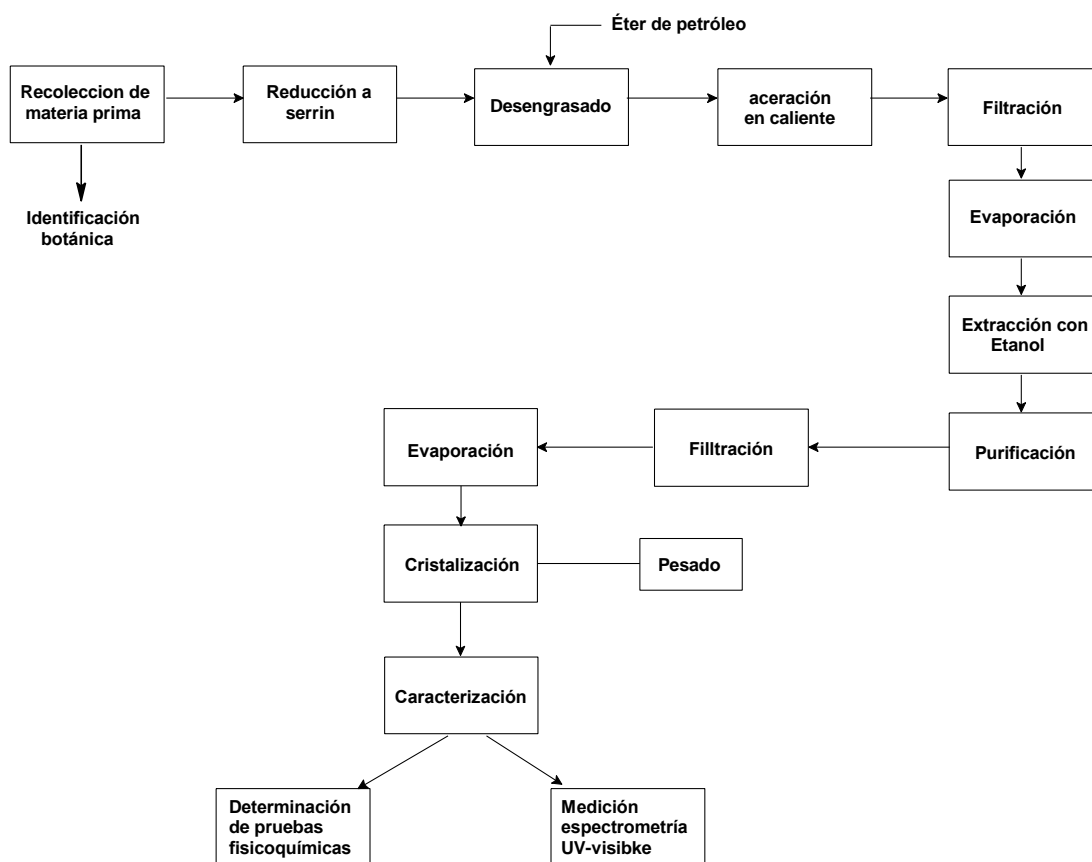 Éter de petróleo
Recoleccion de
materia prima
Reducción a
serrin
Desengrasado
aceración
en caliente
Filtración
Identificación
botánica
Evaporación
Extracción con
Etanol
Purificación
Filltración
Evaporación
Cristalización
Pesado
Caracterización
Determinación
de pruebas
fisicoquímicas
Medición
espectrometría
UV-visibke